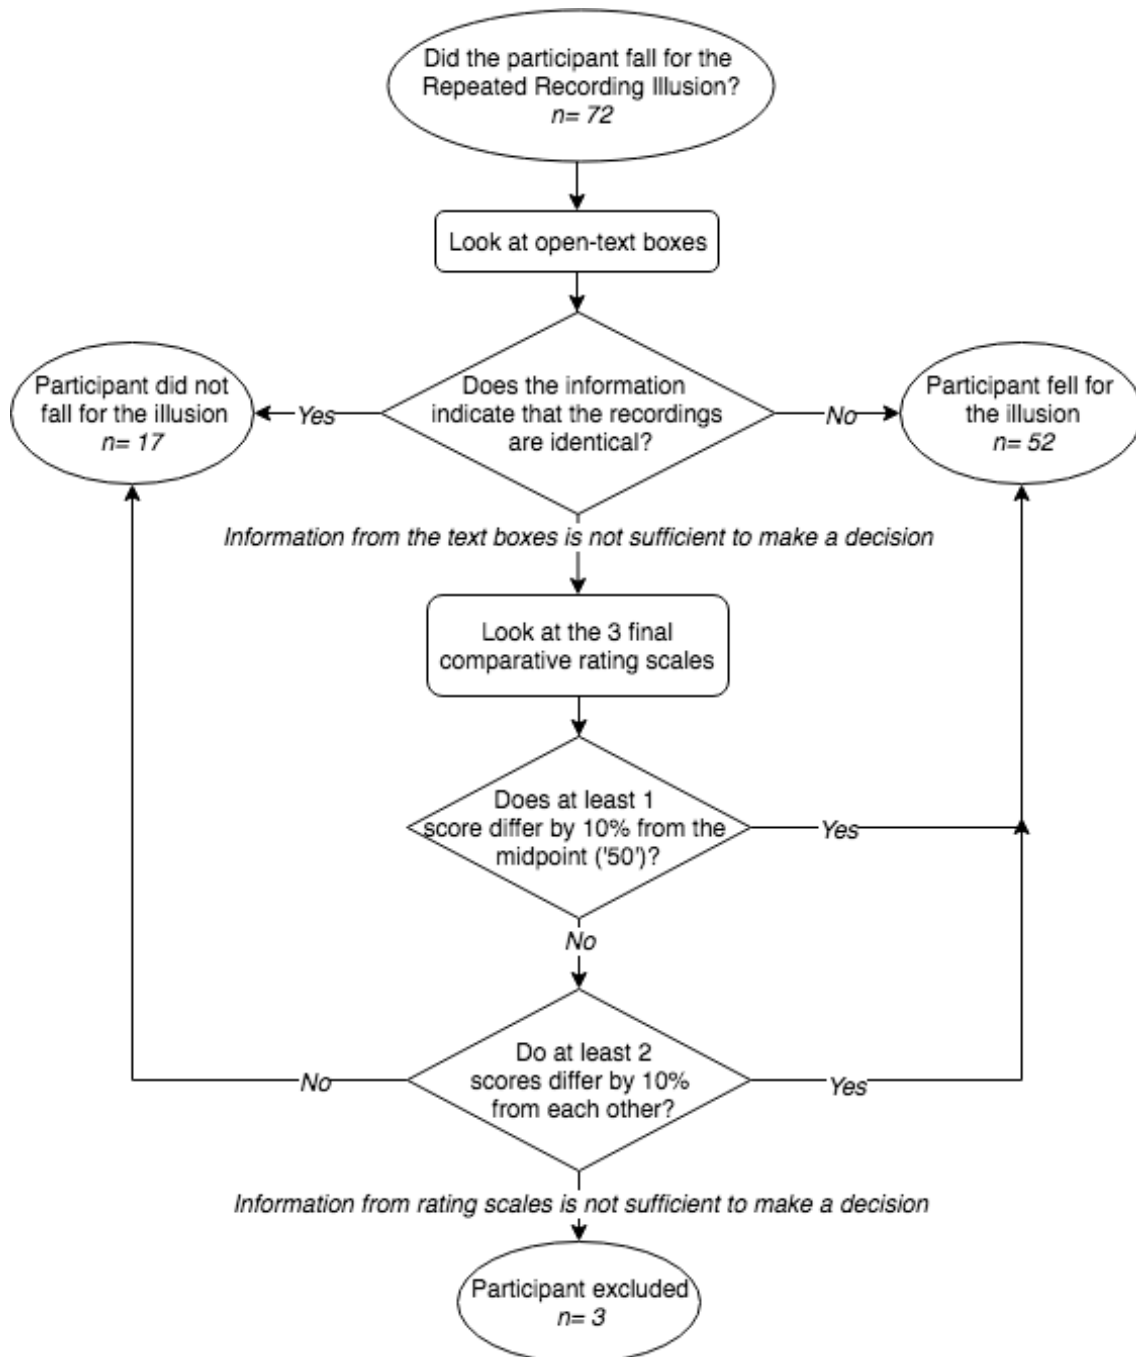 Did the participant fall for the
Repeated Recording Illusion?
n= 72
Look at open-text boxes
Does the information
indicate that the recordings
are identical?
Yes
No
Participant did not
fall for the illusion
n= 17
Participant fell for
the illusion
n= 52
Information from the text boxes is not sufficient to make a decision
Look at the 3 final
comparative rating scales
Does at least 1
score differ by 10% from the
midpoint ('50')?
Yes
No
Do at least 2
scores differ by 10%
from each other?
No
Yes
Information from rating scales is not sufficient to make a decision
Participant excluded
n= 3